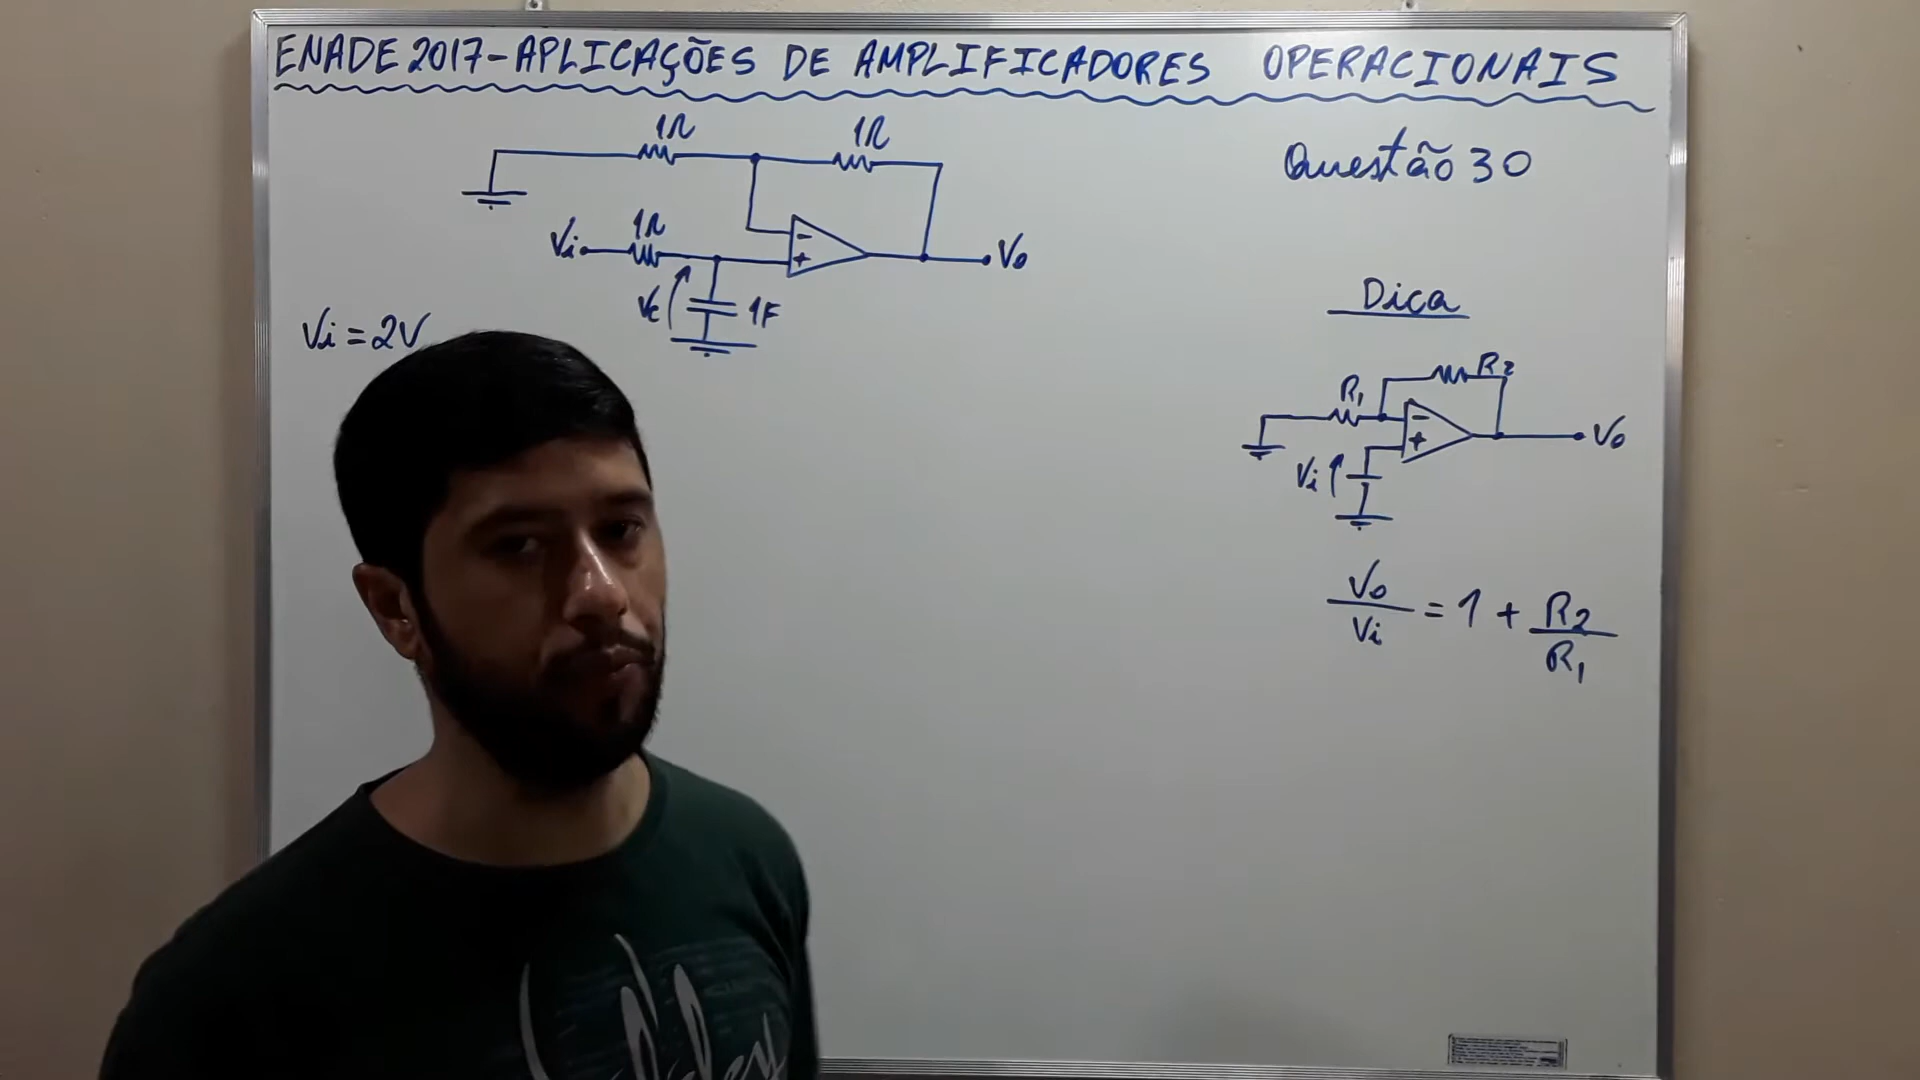 ENADE 2017 - APLICAÇÕES DE AMPLIFICADORES OPERACIONAIS
1Ω
1Ω
Questão 30
Vi
1Ω
-
+
Vo
Vc
1F
Vi = 2V
Dica
R1
R2
-
+
Vo
Vi
Vo/Vi = 1 + R2/R1